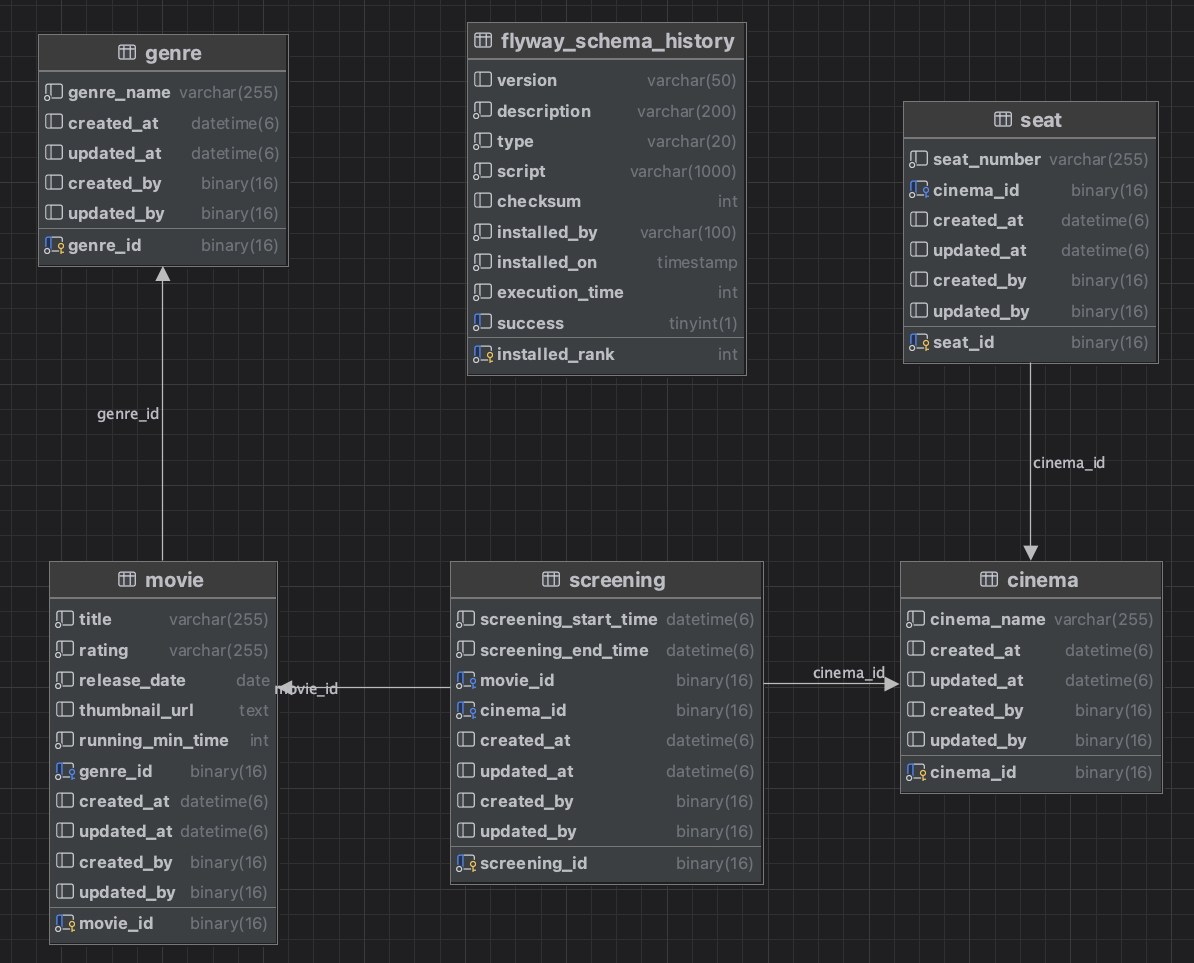 genre
genre_name varchar(255)
created_at datetime(6)
updated_at datetime(6)
created_by binary(16)
updated_by binary(16)
genre_id binary(16)
flyway_schema_history
version varchar(50)
description varchar(200)
type varchar(20)
script varchar(1000)
checksum int
installed_by varchar(100)
installed_on timestamp
execution_time int
success tinyint(1)
installed_rank int
seat
seat_number varchar(255)
cinema_id binary(16)
created_at datetime(6)
updated_at datetime(6)
created_by binary(16)
updated_by binary(16)
seat_id binary(16)
genre_id
cinema_id
movie
title varchar(255)
rating varchar(255)
release_date date
thumbnail_url text
running_min_time int
genre_id binary(16)
created_at datetime(6)
updated_at datetime(6)
created_by binary(16)
updated_by binary(16)
movie_id binary(16)
movie_id
screening
screening_start_time datetime(6)
screening_end_time datetime(6)
movie_id binary(16)
cinema_id binary(16)
created_at datetime(6)
updated_at datetime(6)
created_by binary(16)
updated_by binary(16)
screening_id binary(16)
cinema_id
cinema
cinema_name varchar(255)
created_at datetime(6)
updated_at datetime(6)
created_by binary(16)
updated_by binary(16)
cinema_id binary(16)